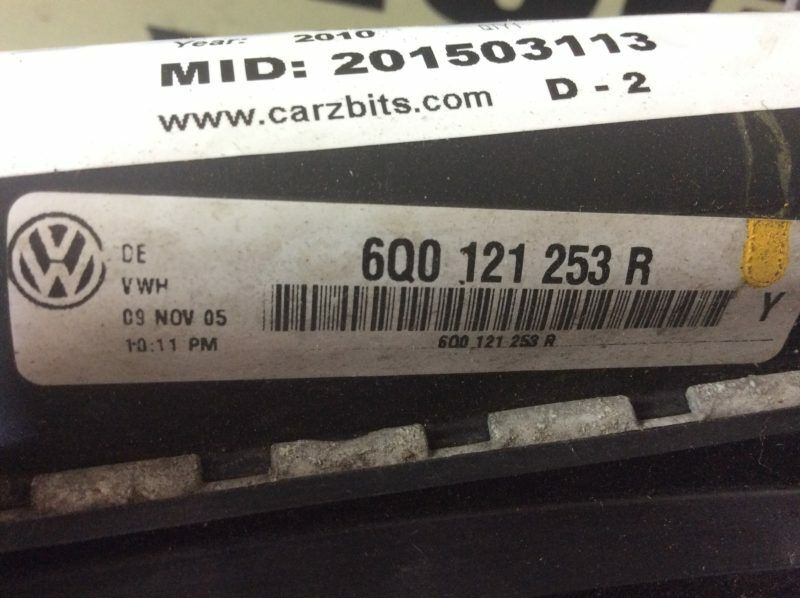 Year: 2010 QTY1
MID: 201503113
www.carzbits.com D - 2
DE
VWH
09 NOV 05
10:11 PM
6Q0 121 253 R
6Q0 121 253 R
Y